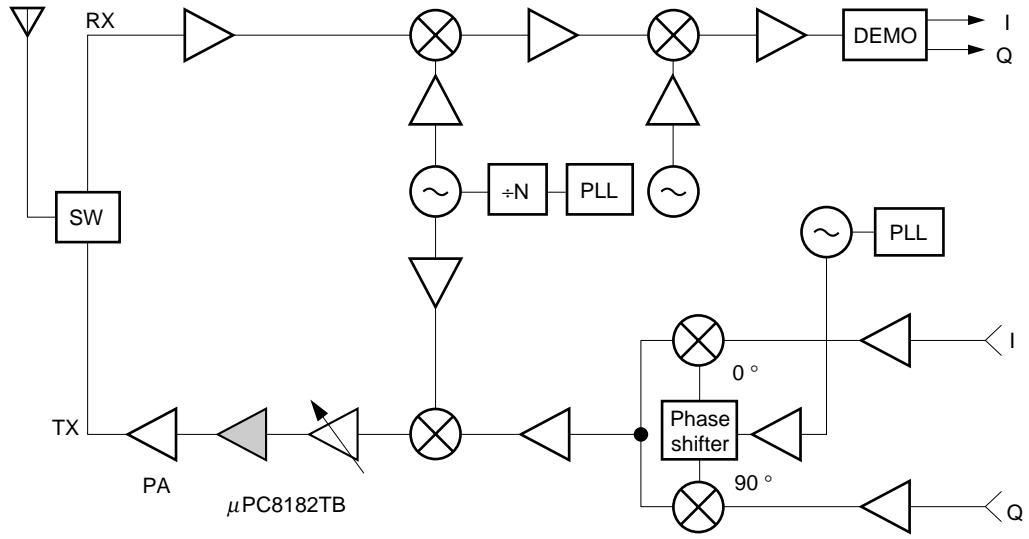 RX
I
DEMO
Q
÷N
PLL
SW
PLL
I
0 °
TX
Phase
shifter
PA
90 °
μPC8182TB
Q